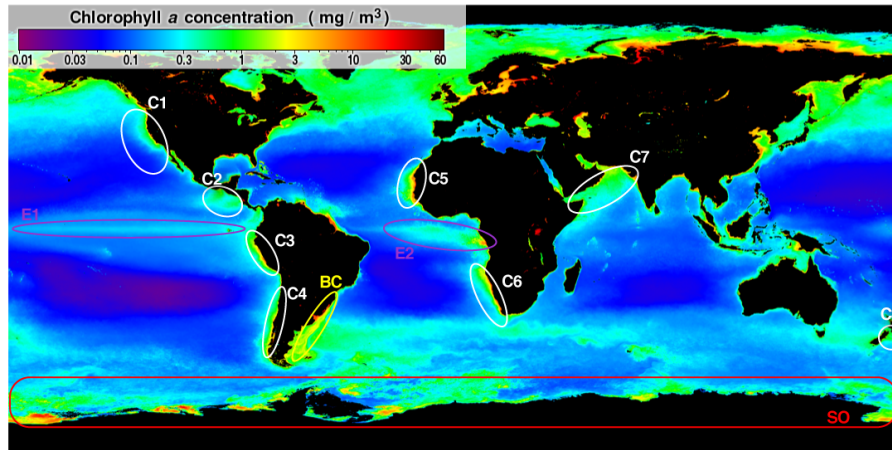 Chlorophyll a concentration ( mg / m³)
0.01 0.03 0.1 0.3 1 3 10 30 60
C1
C2
C5
C7
E1
E2
C3
C4
BC
C6
C
SO